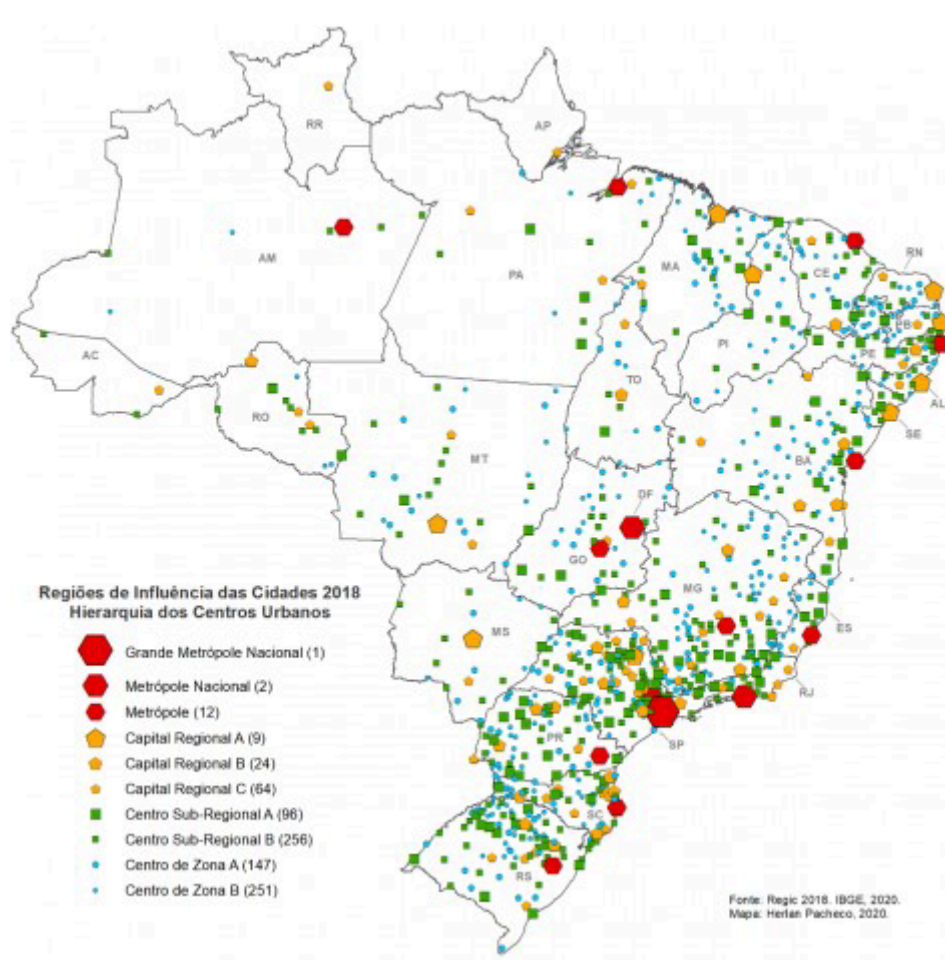 RR
AP
AM
PA
MA
CE
RN
PB
PI
PE
AC
TO
AL
RO
SE
MT
BA
DF
GO
MG
Regiões de Influência das Cidades 2018
Hierarquia dos Centros Urbanos
MS
ES
Grande Metrópole Nacional (1)
Metrópole Nacional (2)
RJ
Metrópole (12)
Capital Regional A (9)
PR
SP
Capital Regional B (24)
Capital Regional C (64)
Centro Sub-Regional A (96)
SC
Centro Sub-Regional B (256)
Centro de Zona A (147)
RS
Centro de Zona B (251)
Fonte: Regic 2018. IBGE, 2020.
Mapa: Herlan Pacheco, 2020.